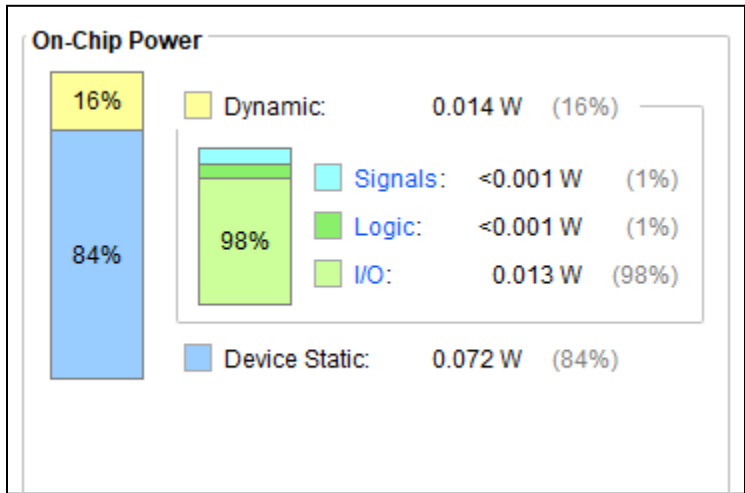 On-Chip Power
16%
Dynamic: 0.014 W (16%)
Signals: <0.001 W (1%)
98%
Logic: <0.001 W (1%)
84%
I/O: 0.013 W (98%)
Device Static: 0.072 W (84%)